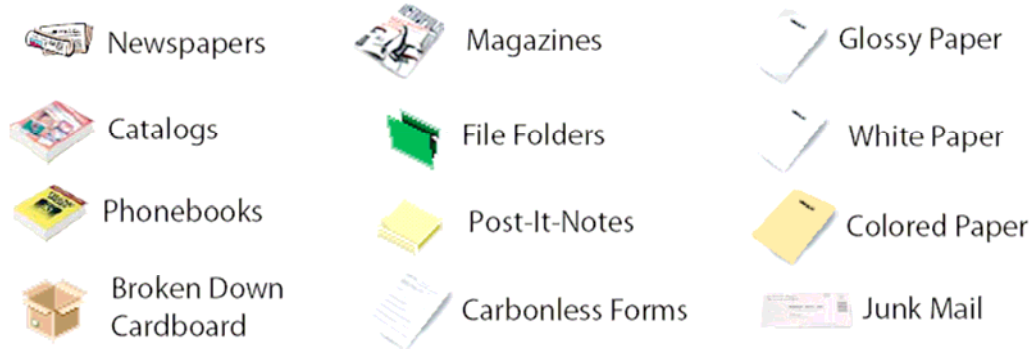 Newspapers
Magazines
Glossy Paper
Catalogs
File Folders
White Paper
Phonebooks
Post-It-Notes
Colored Paper
Broken Down
Cardboard
Carbonless Forms
Junk Mail